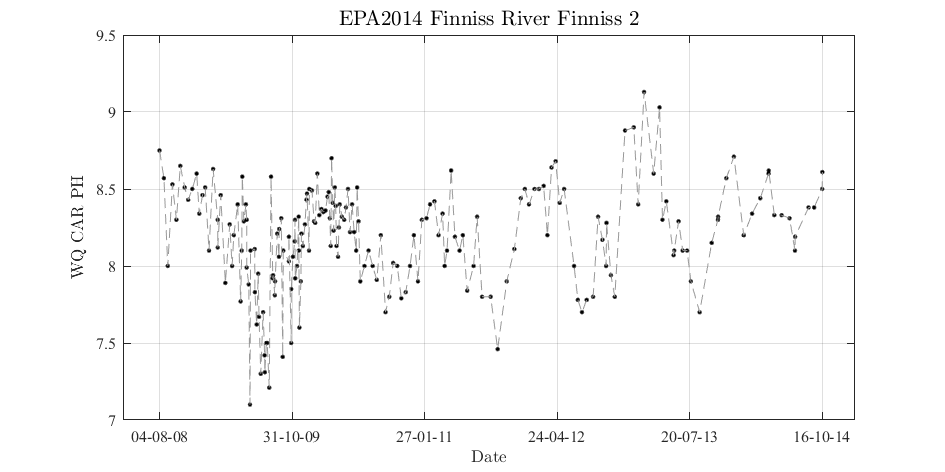 EPA2014 Finniss River Finniss 2
9.5
9
8.5
8
7.5
7
WQ CAR PH
04-08-08 31-10-09 27-01-11 24-04-12 20-07-13 16-10-14
Date